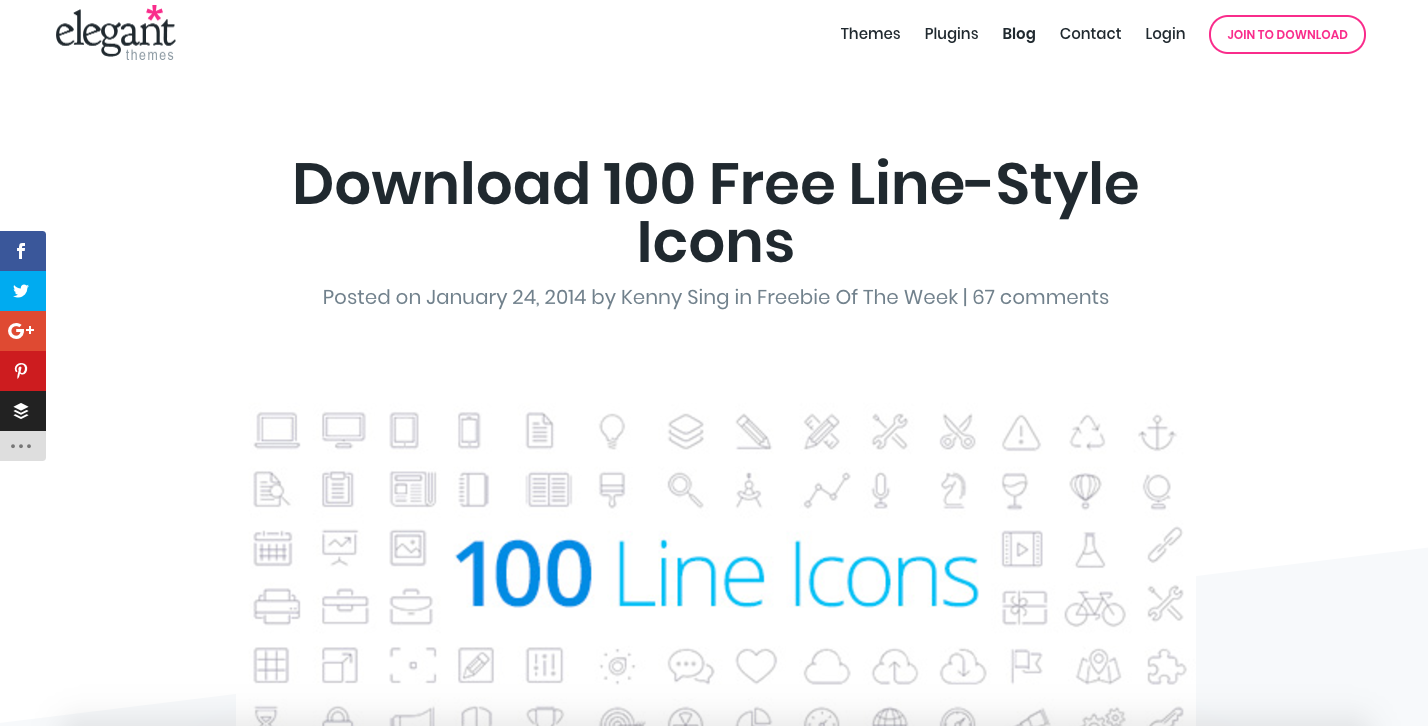 elegant
themes
Themes Plugins Blog Contact Login JOIN TO DOWNLOAD
Download 100 Free Line-Style
Icons
Posted on January 24, 2014 by Kenny Sing in Freebie Of The Week | 67 comments
f
G+
100 Line Icons